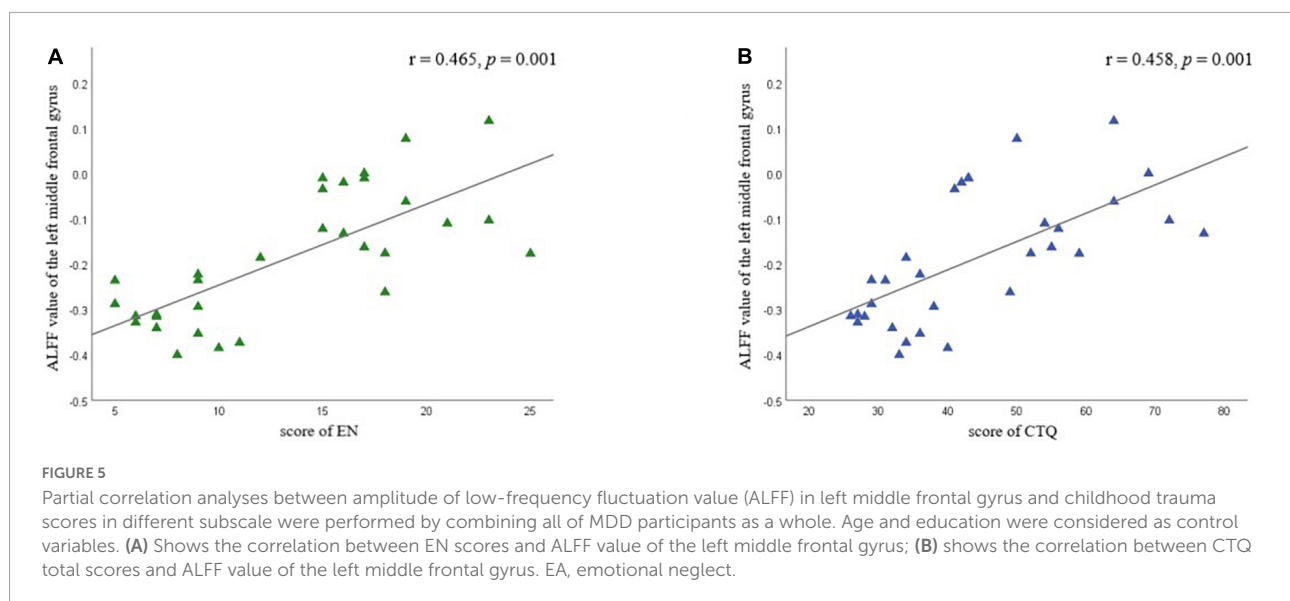 A
r = 0.465, p = 0.001
ALFF value of the left middle frontal gyrus
0.2
0.1
0.0
-0.1
-0.2
-0.3
-0.4
-0.5
5
10
15
20
25
score of EN
B
r = 0.458, p = 0.001
ALFF value of the left middle frontal gyrus
0.2
0.1
0.0
-0.1
-0.2
-0.3
-0.4
-0.5
20
30
40
50
60
70
80
score of CTQ
FIGURE 5
Partial correlation analyses between amplitude of low-frequency fluctuation value (ALFF) in left middle frontal gyrus and childhood trauma
scores in different subscale were performed by combining all of MDD participants as a whole. Age and education were considered as control
variables. (A) Shows the correlation between EN scores and ALFF value of the left middle frontal gyrus; (B) shows the correlation between CTQ
total scores and ALFF value of the left middle frontal gyrus. EA, emotional neglect.